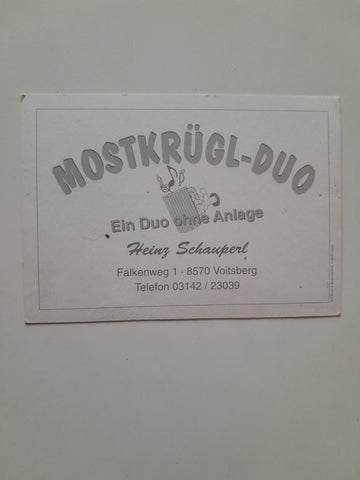 MOSTKRÜGL-DUO
Ein Duo ohne Anlage
Heinz Schauperl
Falkenweg 1 · 8570 Voitsberg
Telefon 03142 / 23039